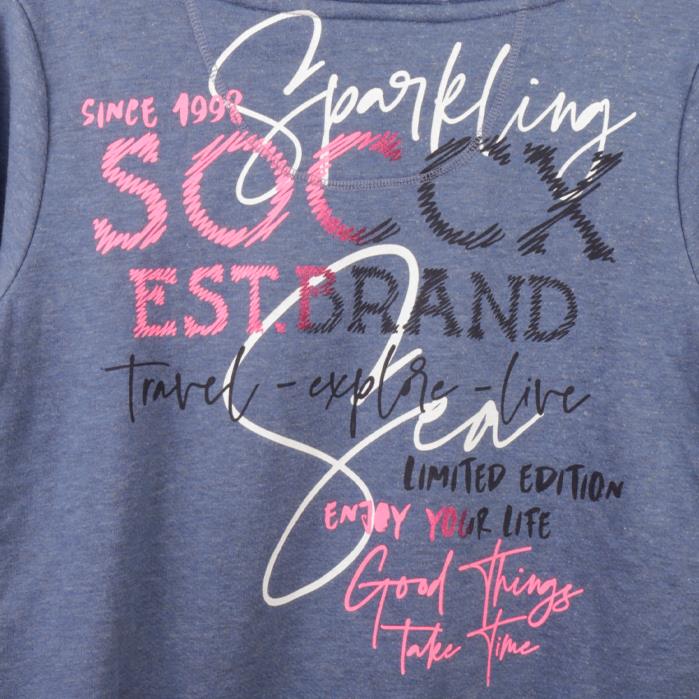 Sparkling
SINCE 1998
SOCCX
EST. BRAND
travel - explore - live
Sea
LIMITED EDITION
ENJOY YOUR LIFE
Good Things
Take Time